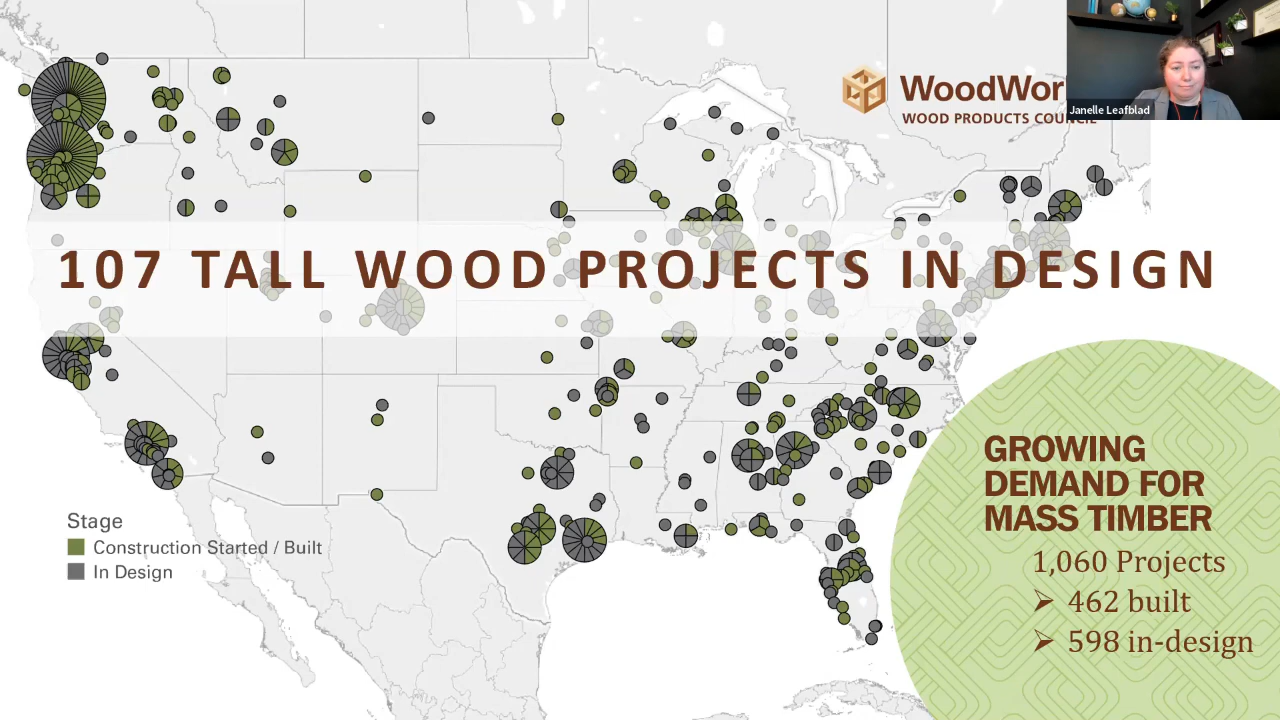 WoodWor
WOOD PRODUCTS COUNCIL
Janelle Leafblad
107 TALL WOOD PROJECTS IN DESIGN
GROWING
DEMAND FOR
MASS TIMBER
1,060 Projects
➢ 462 built
➢ 598 in-design
Stage
Construction Started / Built
In Design